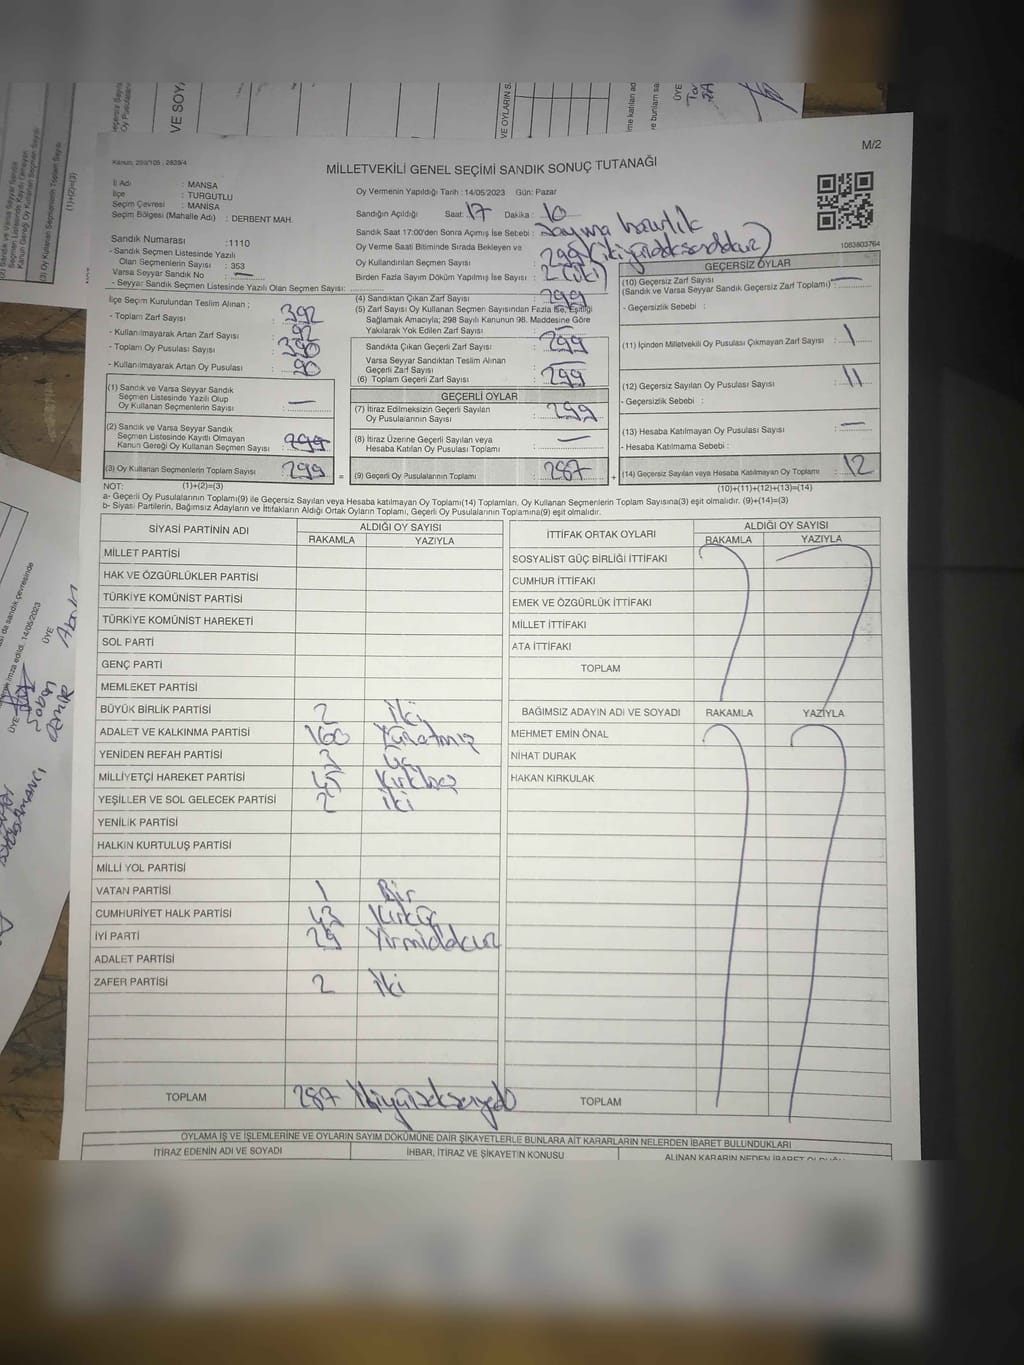 M/2
Kanun: 298/105 , 2839/4
MİLLETVEKİLİ GENEL SEÇİMİ SANDIK SONUÇ TUTANAĞI
İl Adı : MANİSA
İlçe : TURGUTLU
Seçim Çevresi : MANİSA
Seçim Bölgesi (Mahalle Adı) : DERBENT MAH.
Sandık Numarası : 1110
- Sandık Seçmen Listesinde Yazılı
Olan Seçmenlerin Sayısı : 353
Varsa Seyyar Sandık No : —
- Seyyar Sandık Seçmen Listesinde Yazılı Olan Seçmen Sayısı:
Oy Vermenin Yapıldığı Tarih : 14/05/2023 Gün: Pazar
Sandığın Açıldığı Saat: 17 Dakika : 10
Sandık Saat 17:00'den Sonra Açımış İse Sebebi : Sayıma hazırlık
Oy Verme Saati Bitiminde Sırada Bekleyen ve
Oy Kullandırılan Seçmen Sayısı : 299 (ikiyüzdoksandokuz)
Birden Fazla Sayım Döküm Yapılmış İse Sayısı : 2 (iki)
1083803764
İlçe Seçim Kurulundan Teslim Alınan ;
- Toplam Zarf Sayısı : 392
- Kullanılmayarak Artan Zarf Sayısı :
- Toplam Oy Pusulası Sayısı :
- Kullanılmayarak Artan Oy Pusulası : 90
(1) Sandık ve Varsa Seyyar Sandık
Seçmen Listesinde Yazılı Olup
Oy Kullanan Seçmenlerin Sayısı : —
(2) Sandık ve Varsa Seyyar Sandık
Seçmen Listesinde Kayıtlı Olmayan
Kanun Gereği Oy Kullanan Seçmen Sayısı : 299
(3) Oy Kullanan Seçmenlerin Toplam Sayısı : 299
(1)+(2)=(3)
(4) Sandıktan Çıkan Zarf Sayısı : 299
(5) Zarf Sayısı Oy Kullanan Seçmen Sayısından Fazla İse, Eşitliği
Sağlamak Amacıyla; 298 Sayılı Kanunun 98. Maddesine Göre
Yakılarak Yok Edilen Zarf Sayısı : —
Sandıkta Çıkan Geçerli Zarf Sayısı : 299
Varsa Seyyar Sandıktan Teslim Alınan
Geçerli Zarf Sayısı : —
(6) Toplam Geçerli Zarf Sayısı : 299
GEÇERLİ OYLAR
(7) İtiraz Edilmeksizin Geçerli Sayılan
Oy Pusulalarının Sayısı : 299
(8) İtiraz Üzerine Geçerli Sayılan veya
Hesaba Katılan Oy Pusulası Toplamı : —
= (9) Geçerli Oy Pusulalarının Toplamı : 287
GEÇERSİZ OYLAR
(10) Geçersiz Zarf Sayısı
(Sandık ve Varsa Seyyar Sandık Geçersiz Zarf Toplamı) : —
- Geçersizlik Sebebi :
(11) İçinden Milletvekili Oy Pusulası Çıkmayan Zarf Sayısı : 1
(12) Geçersiz Sayılan Oy Pusulası Sayısı : 11
- Geçersizlik Sebebi :
(13) Hesaba Katılmayan Oy Pusulası Sayısı : —
- Hesaba Katılmama Sebebi :
+ (14) Geçersiz Sayılan veya Hesaba Katılmayan Oy Toplamı : 12
(10)+(11)+(12)+(13)=(14)
NOT:
a- Geçerli Oy Pusulalarının Toplamı(9) ile Geçersiz Sayılan veya Hesaba katılmayan Oy Toplamı(14) Toplamları, Oy Kullanan Seçmenlerin Toplam Sayısına(3) eşit olmalıdır. (9)+(14)=(3)
b- Siyasi Partilerin, Bağımsız Adayların ve İttifakların Aldığı Ortak Oyların Toplamı, Geçerli Oy Pusulalarının Toplamına(9) eşit olmalıdır.
SİYASİ PARTİNİN ADI ALDIĞI OY SAYISI
RAKAMLA YAZIYLA
MİLLET PARTİSİ
HAK VE ÖZGÜRLÜKLER PARTİSİ
TÜRKİYE KOMÜNİST PARTİSİ
TÜRKİYE KOMÜNİST HAREKETİ
SOL PARTİ
GENÇ PARTİ
MEMLEKET PARTİSİ
BÜYÜK BİRLİK PARTİSİ 2 İki
ADALET VE KALKINMA PARTİSİ 160 Yüzatmış
YENİDEN REFAH PARTİSİ 3 Üç
MİLLİYETÇİ HAREKET PARTİSİ 45 Kırkbeş
YEŞİLLER VE SOL GELECEK PARTİSİ 2 İki
YENİLİK PARTİSİ
HALKIN KURTULUŞ PARTİSİ
MİLLİ YOL PARTİSİ
VATAN PARTİSİ 1 Bir
CUMHURİYET HALK PARTİSİ 43 Kırküç
İYİ PARTİ 29 Yirmidokuz
ADALET PARTİSİ
ZAFER PARTİSİ 2 İki
TOPLAM 287 İkiyüzseksenyedi
İTTİFAK ORTAK OYLARI ALDIĞI OY SAYISI
RAKAMLA YAZIYLA
SOSYALİST GÜÇ BİRLİĞİ İTTİFAKI
CUMHUR İTTİFAKI
EMEK VE ÖZGÜRLÜK İTTİFAKI
MİLLET İTTİFAKI
ATA İTTİFAKI
TOPLAM
BAĞIMSIZ ADAYIN ADI VE SOYADI RAKAMLA YAZIYLA
MEHMET EMİN ÖNAL
NİHAT DURAK
HAKAN KIRKULAK
TOPLAM
OYLAMA İŞ VE İŞLEMLERİNE VE OYLARIN SAYIM DÖKÜMÜNE DAİR ŞİKAYETLERLE BUNLARA AİT KARARLARIN NELERDEN İBARET BULUNDUKLARI
İTİRAZ EDENİN ADI VE SOYADI
İHBAR, İTİRAZ VE ŞİKAYETİN KONUSU
ALINAN KARARIN NEDEN İBARET OLDUĞU
VE SOYA
VE OYLARIN S
ÜYE
(1)+(2)=(3)
ÜYE
ÜYE